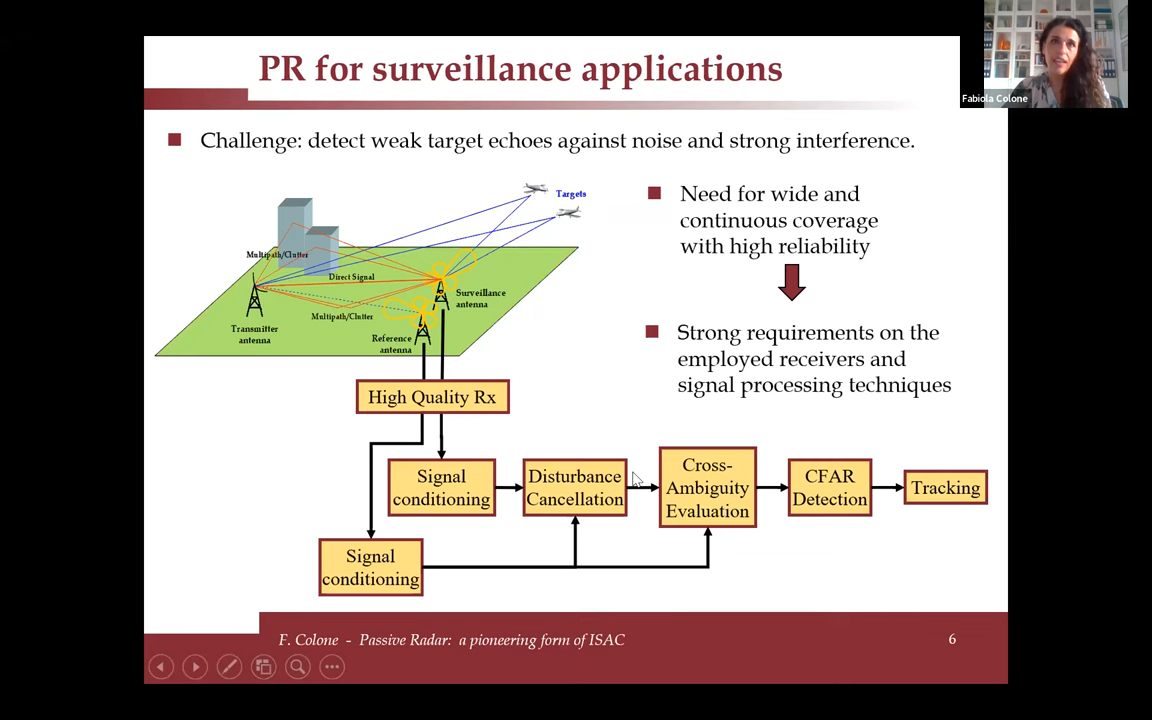 PR for surveillance applications
Fabiola Colone
Challenge: detect weak target echoes against noise and strong interference.
Targets
Multipath/Clutter
Direct Signal
Multipath/Clutter
Transmitter
antenna
Surveillance
antenna
Reference
antenna
Need for wide and
continuous coverage
with high reliability
Strong requirements on the
employed receivers and
signal processing techniques
High Quality Rx
Signal
conditioning
Disturbance
Cancellation
Cross-
Ambiguity
Evaluation
CFAR
Detection
Tracking
Signal
conditioning
F. Colone - Passive Radar: a pioneering form of ISAC
6